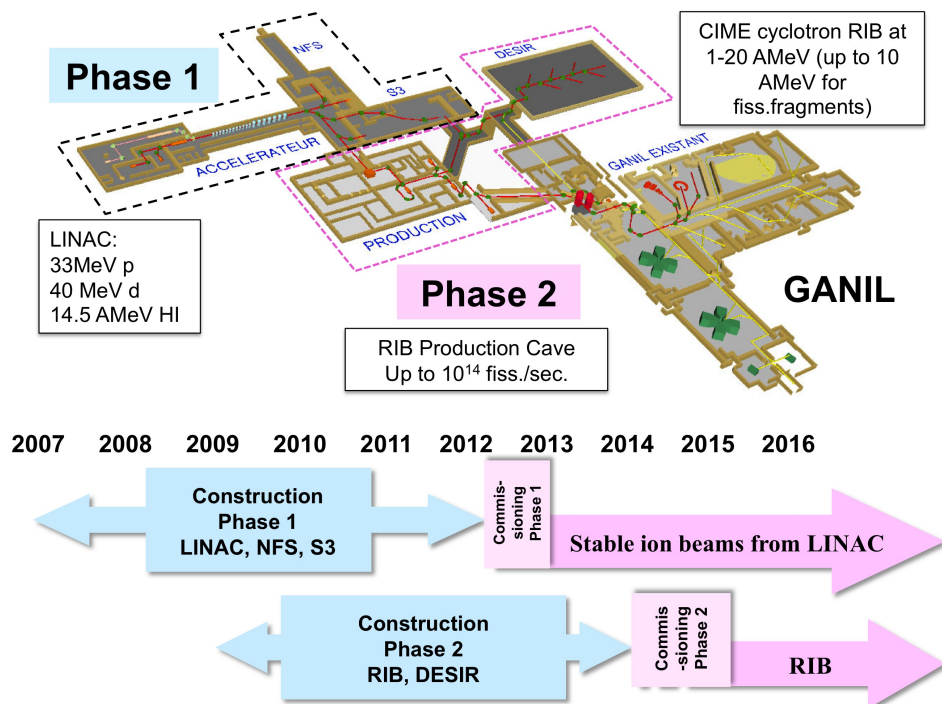 NFS
Phase 1
S3
ACCELERATEUR
DESIR
CIME cyclotron RIB at
1-20 AMeV (up to 10
AMeV for
fiss.fragments)
GANIL EXISTANT
PRODUCTION
LINAC:
33MeV p
40 MeV d
14.5 AMeV HI
Phase 2
GANIL
RIB Production Cave
Up to 10¹⁴ fiss./sec.
2007 2008 2009 2010 2011 2012 2013 2014 2015 2016
Construction
Phase 1
LINAC, NFS, S3
Commis-
sioning
Phase 1
Stable ion beams from LINAC
Construction
Phase 2
RIB, DESIR
Commis
-sioning
Phase 2
RIB